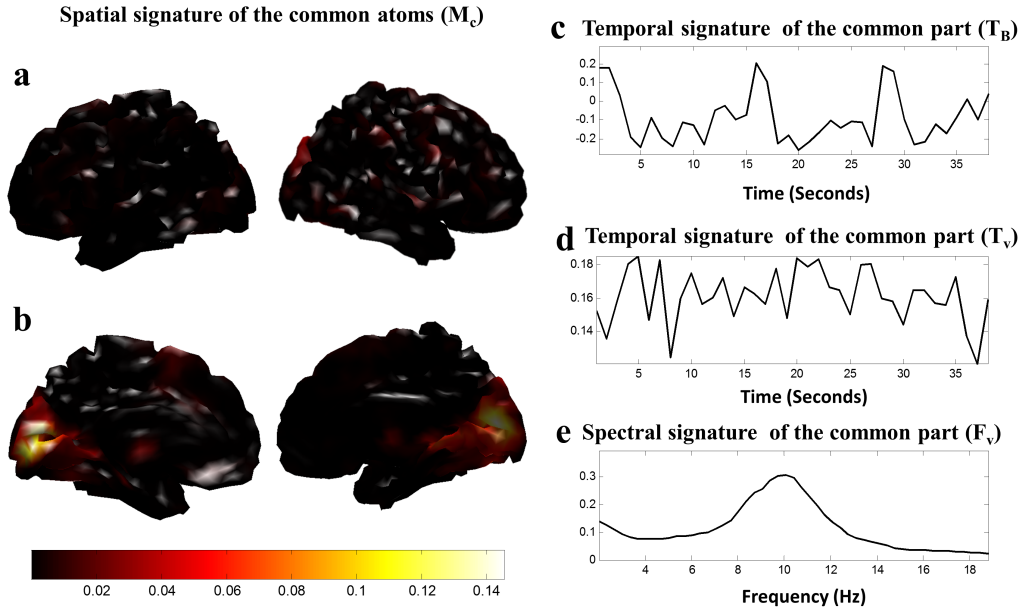 Spatial signature of the common atoms (Mc)
a
b
0.02 0.04 0.06 0.08 0.1 0.12 0.14
c Temporal signature of the common part (TB)
0.2
0.1
0
-0.1
-0.2
5 10 15 20 25 30 35
Time (Seconds)
d Temporal signature of the common part (Tv)
0.18
0.16
0.14
5 10 15 20 25 30 35
Time (Seconds)
e Spectral signature of the common part (Fv)
0.3
0.2
0.1
0
4 6 8 10 12 14 16 18
Frequency (Hz)